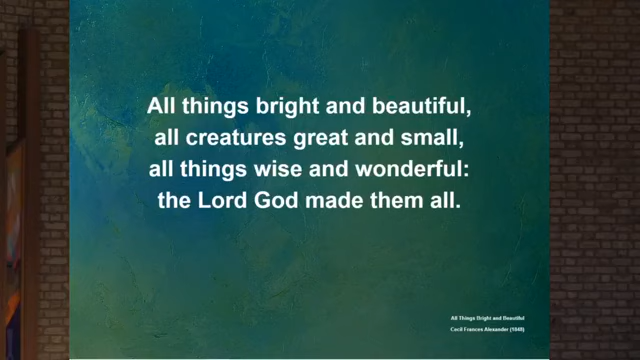 All things bright and beautiful,
all creatures great and small,
all things wise and wonderful:
the Lord God made them all.
All Things Bright and Beautiful
Cecil Frances Alexander (1848)